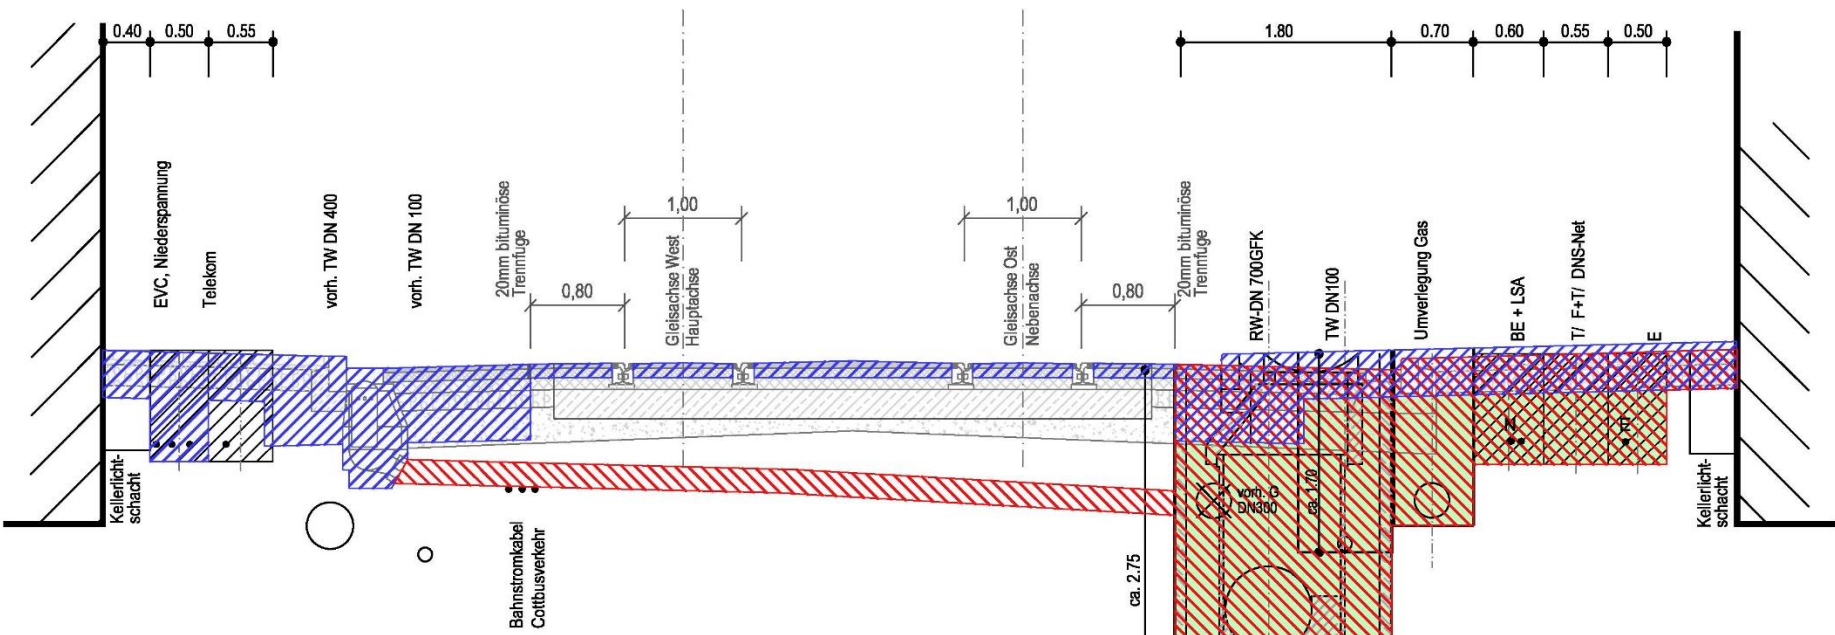 0.40 0.50 0.55
1.80 0.70 0.60 0.55 0.50
EVC, Niederspannung
Telekom
vorh. TW DN 400
vorh. TW DN 100
20mm bituminöse
Trennfuge
0,80
1,00
Gleisachse West
Hauptachse
1,00
Gleisachse Ost
Nebenachse
0,80
20mm bituminöse
Trennfuge
RW-DN 700GFK
TW DN100
Umverlegung Gas
BE + LSA
T/ F+T/ DNS-Net
E
Kellerlicht-
schacht
Bahnstromkabel
Cottbusverkehr
ca. 2.75
vorh. G
DN300
ca. 1.70
N
E
Kellerlicht-
schacht